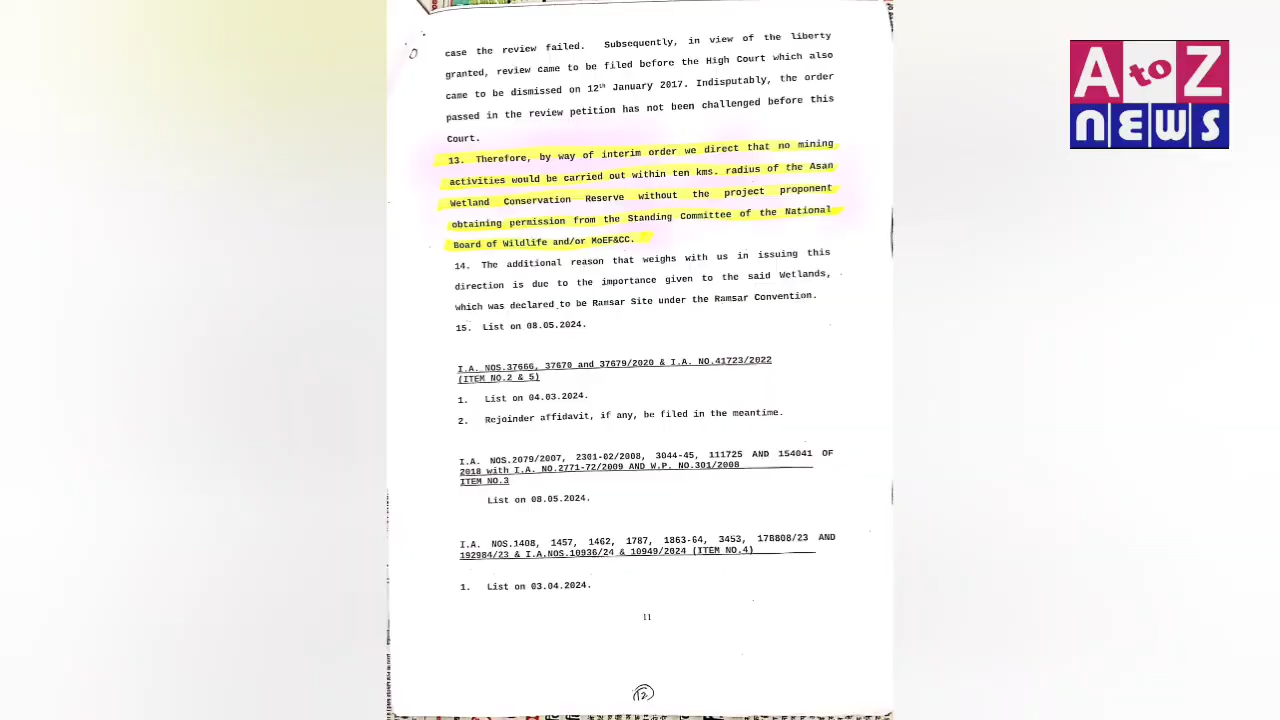 case the review failed. Subsequently, in view of the liberty
granted, review came to be filed before the High Court which also
came to be dismissed on 12th January 2017. Indisputably, the order
passed in the review petition has not been challenged before this
Court.
13. Therefore, by way of interim order we direct that no mining
activities would be carried out within ten kms. radius of the Asan
Wetland Conservation Reserve without the project proponent
obtaining permission from the Standing Committee of the National
Board of Wildlife and/or MoEF&CC.
14. The additional reason that weighs with us in issuing this
direction is due to the importance given to the said Wetlands,
which was declared to be Ramsar Site under the Ramsar Convention.
15. List on 08.05.2024.
I.A. NOS.37666, 37670 and 37679/2020 & I.A. NO.41723/2022
(ITEM NO.2 & 5)
1. List on 04.03.2024.
2. Rejoinder affidavit, if any, be filed in the meantime.
I.A. NOS.2079/2007, 2301-02/2008, 3044-45, 111725 AND 154041 OF
2018 with I.A. NO.2771-72/2009 AND W.P. NO.301/2008
ITEM NO.3
List on 08.05.2024.
I.A. NOS.1408, 1457, 1462, 1787, 1863-64, 3453, 178808/23 AND
192984/23 & I.A.NOS.10936/24 & 10949/2024 (ITEM NO.4)
1. List on 03.04.2024.
11
12
A to Z
news